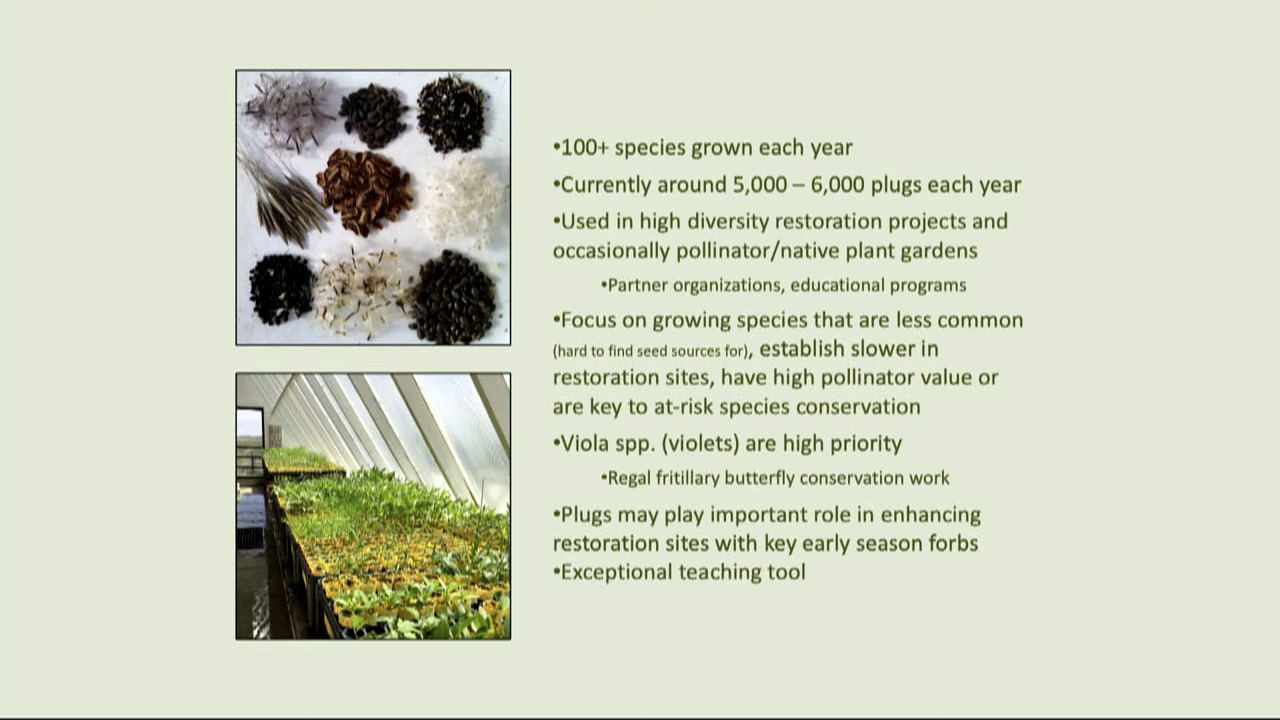 •100+ species grown each year
•Currently around 5,000 – 6,000 plugs each year
•Used in high diversity restoration projects and
occasionally pollinator/native plant gardens
•Partner organizations, educational programs
•Focus on growing species that are less common
(hard to find seed sources for), establish slower in
restoration sites, have high pollinator value or
are key to at-risk species conservation
•Viola spp. (violets) are high priority
•Regal fritillary butterfly conservation work
•Plugs may play important role in enhancing
restoration sites with key early season forbs
•Exceptional teaching tool